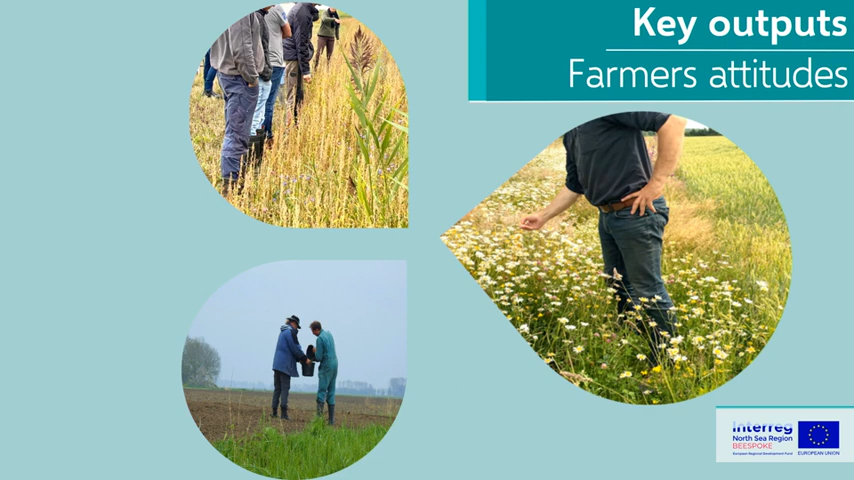 Key outputs
Farmers attitudes
Interreg
North Sea Region
BEESPOKE
European Regional Development Fund
EUROPEAN UNION